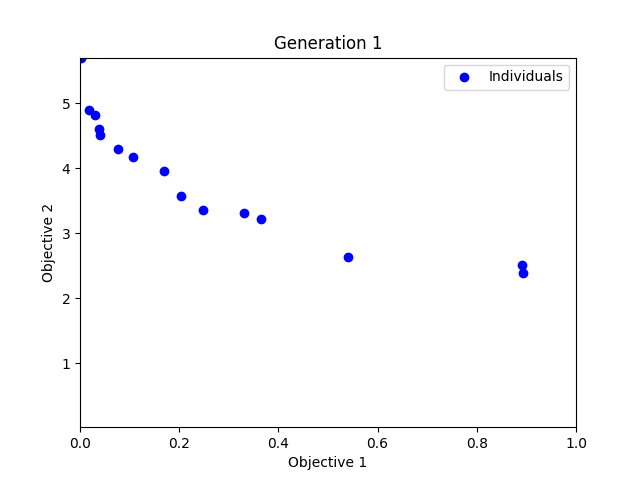 Generation 1
Individuals
Objective 2
5
4
3
2
1
0.0 0.2 0.4 0.6 0.8 1.0
Objective 1